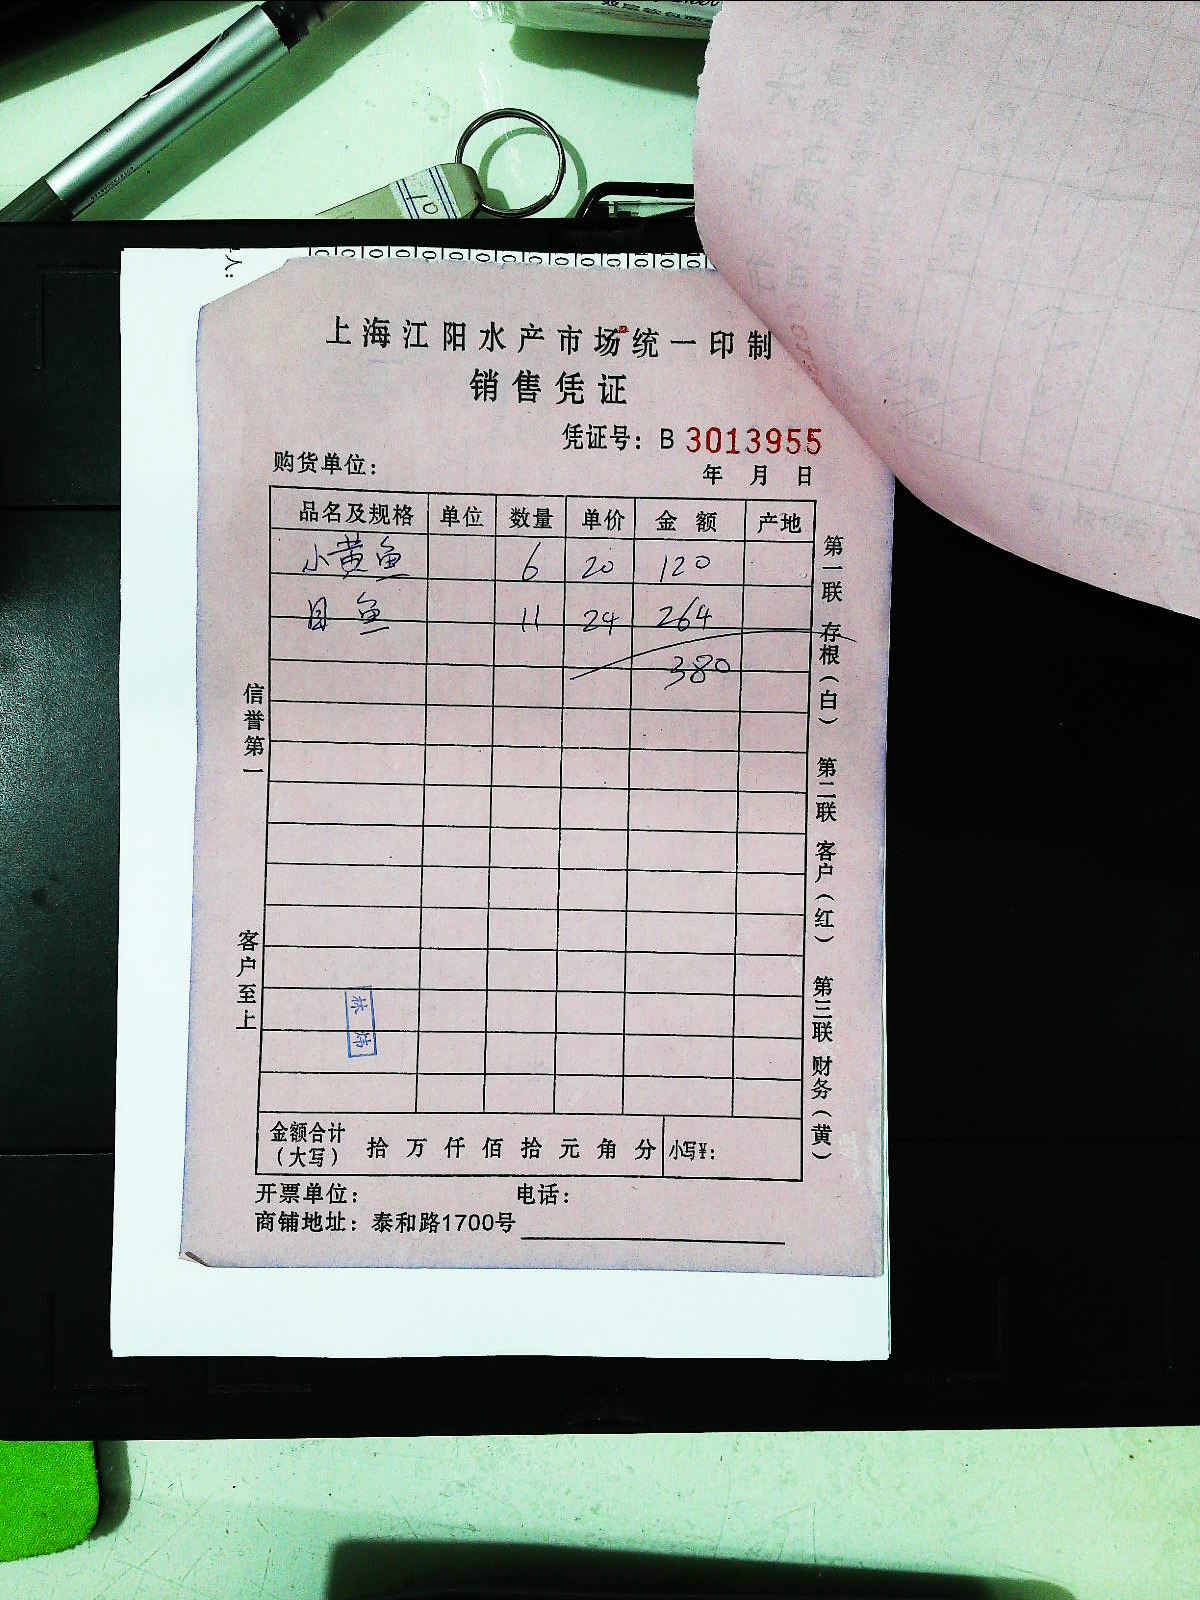 上海江阳水产市场统一印制
销售凭证
凭证号：B 3013955
购货单位：
年 月 日
品名及规格 单位 数量 单价 金额 产地
小黄鱼 6 20 120
目鱼 11 24 264
380
信誉第一
客户至上
林炜
第一联 存根（白） 第二联 客户（红） 第三联 财务（黄）
金额合计（大写） 拾万仟佰拾元角分 小写¥：
开票单位： 电话：
商铺地址：泰和路1700号